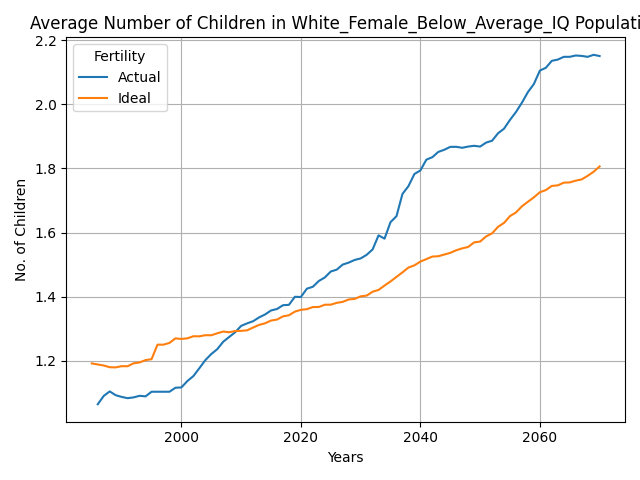 Average Number of Children in White_Female_Below_Average_IQ Populati
Fertility
Actual
Ideal
2.2
2.0
1.8
1.6
1.4
1.2
No. of Children
2000
2020
2040
2060
Years